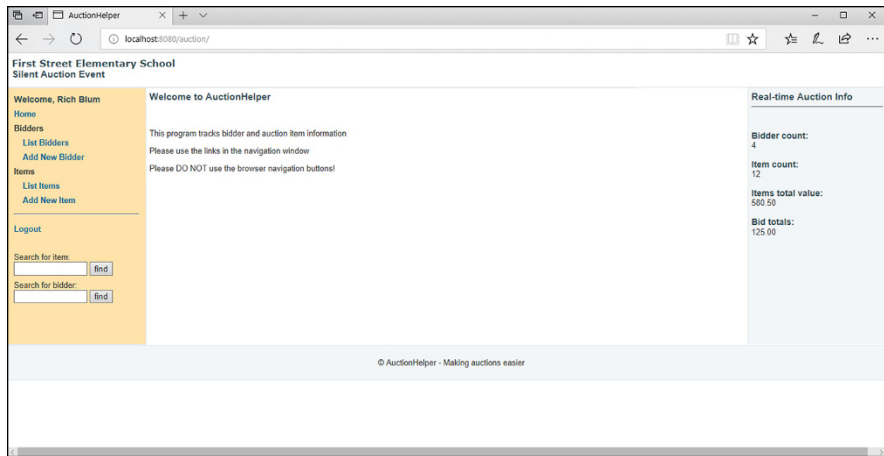 AuctionHelper
localhost:8080/auction/
First Street Elementary School
Silent Auction Event
Welcome, Rich Blum
Home
Bidders
List Bidders
Add New Bidder
Items
List Items
Add New Item
Logout
Search for item:
find
Search for bidder:
find
Welcome to AuctionHelper
This program tracks bidder and auction item information
Please use the links in the navigation window
Please DO NOT use the browser navigation buttons!
Real-time Auction Info
Bidder count:
4
Item count:
12
Items total value:
580.50
Bid totals:
125.00
© AuctionHelper - Making auctions easier